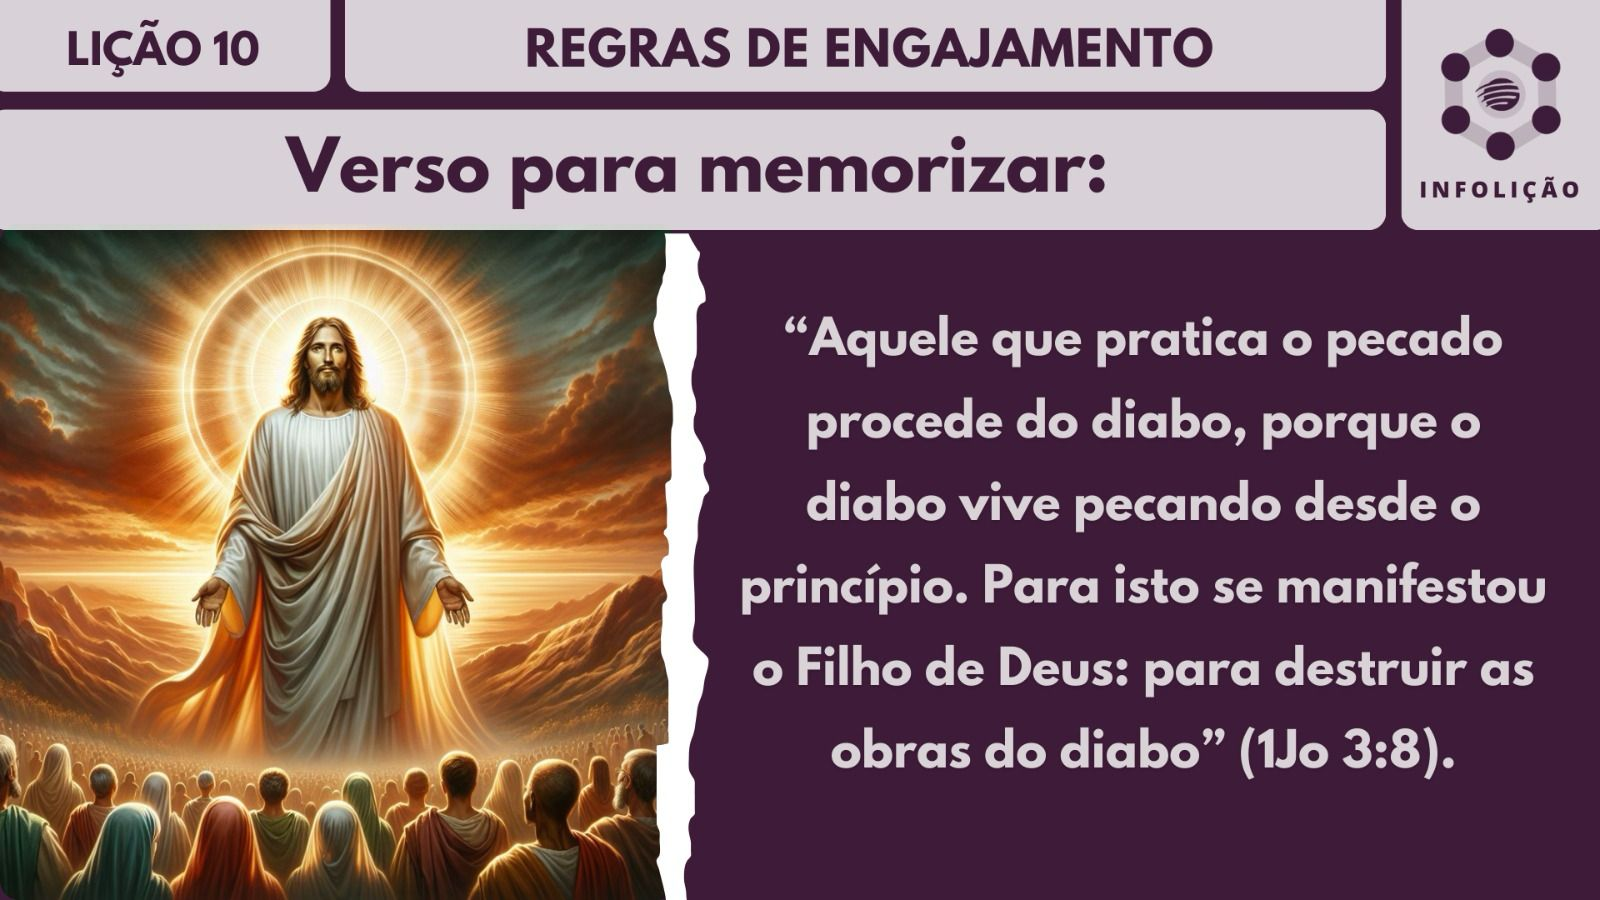 LIÇÃO 10
REGRAS DE ENGAJAMENTO
INFOLIÇÃO
Verso para memorizar:
“Aquele que pratica o pecado
procede do diabo, porque o
diabo vive pecando desde o
princípio. Para isto se manifestou
o Filho de Deus: para destruir as
obras do diabo” (1Jo 3:8).